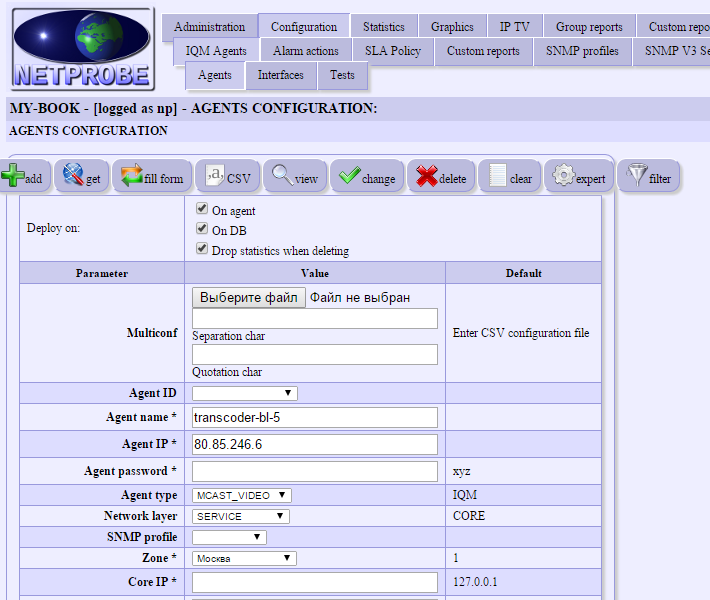 NETPROBE
Administration Configuration Statistics Graphics IP TV Group reports Custom repo
IQM Agents Alarm actions SLA Policy Custom reports SNMP profiles SNMP V3 Se
Agents Interfaces Tests
MY-BOOK - [logged as np] - AGENTS CONFIGURATION:
AGENTS CONFIGURATION
add get fill form ,a, CSV view change delete clear expert filter
Deploy on:
On agent
On DB
Drop statistics when deleting
Parameter Value Default
Multiconf Выберите файл Файл не выбран
Separation char
Quotation char
Enter CSV configuration file
Agent ID
Agent name * transcoder-bl-5
Agent IP * 80.85.246.6
Agent password * xyz
Agent type MCAST_VIDEO IQM
Network layer SERVICE CORE
SNMP profile
Zone * Москва 1
Core IP * 127.0.0.1